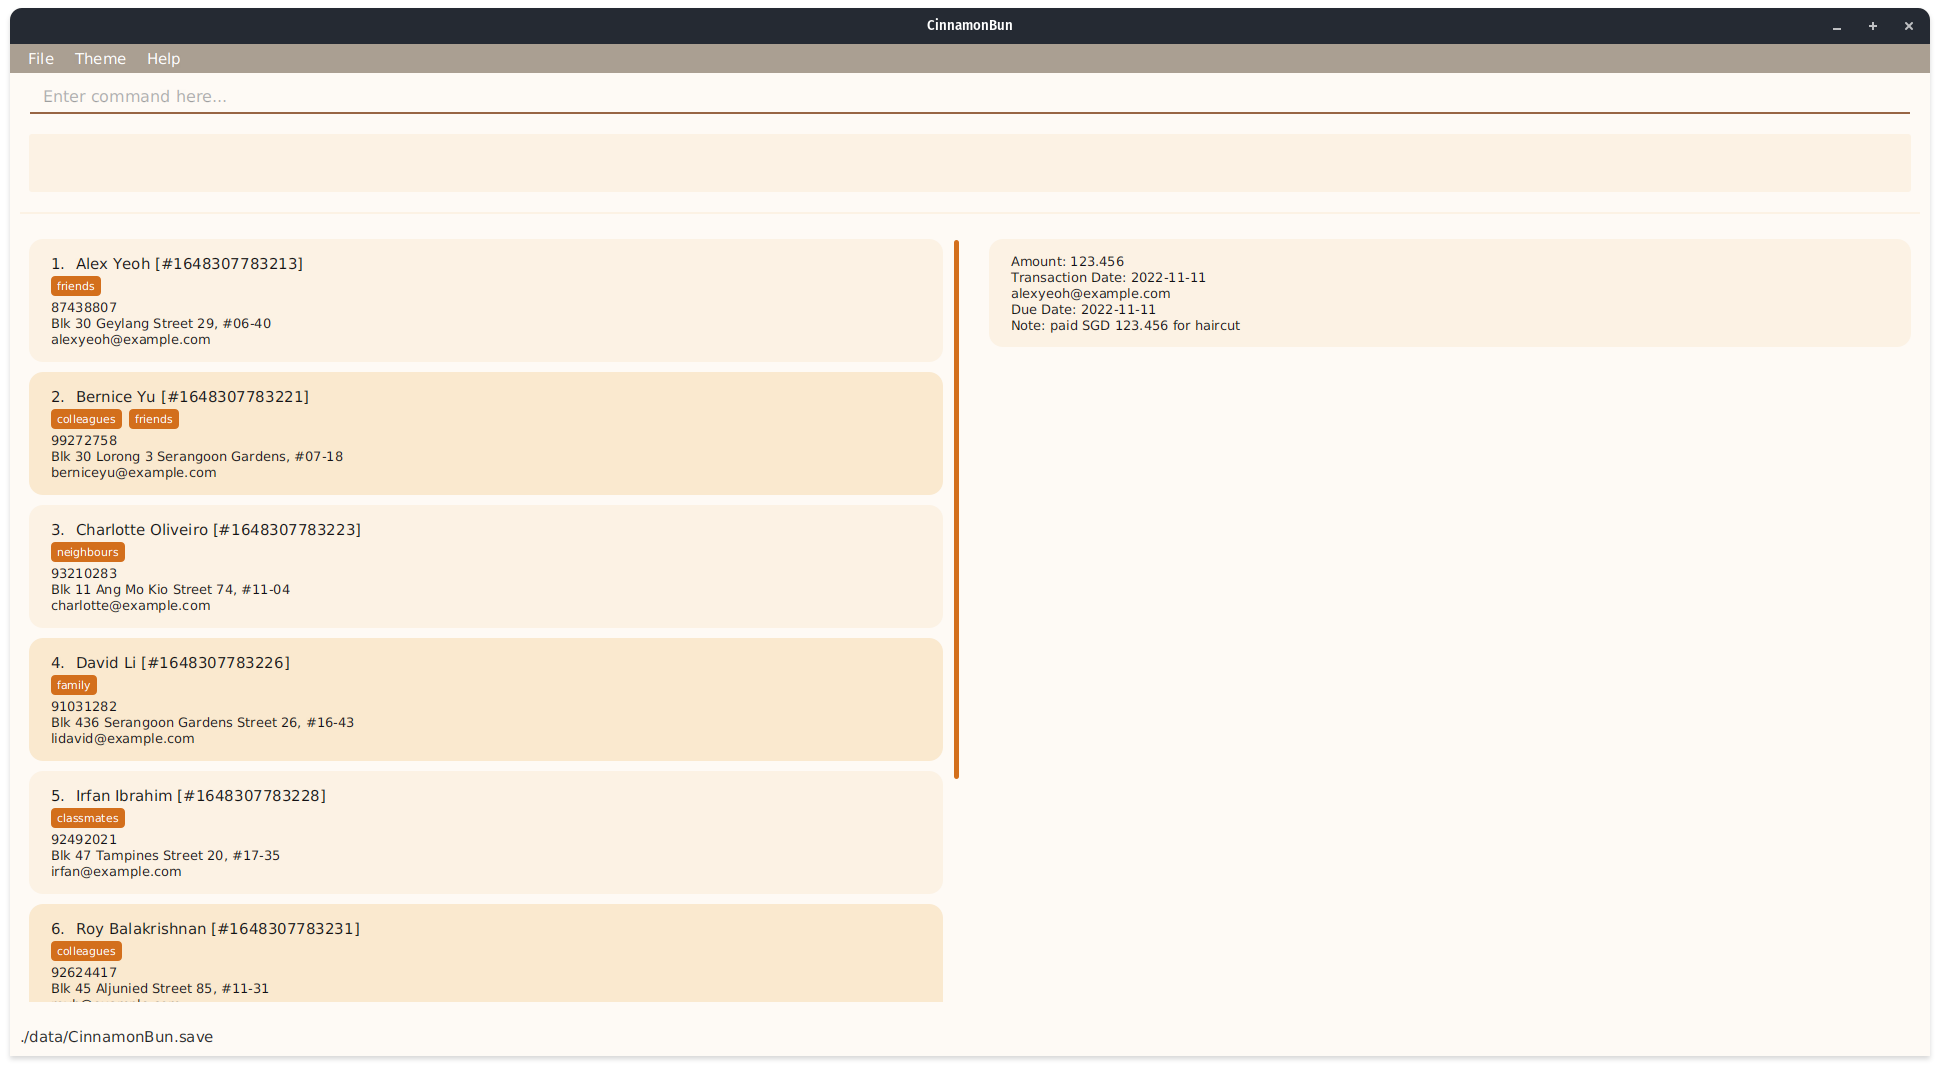 CinnamonBun
File Theme Help
Enter command here...
1. Alex Yeoh [#1648307783213]
friends
87438807
Blk 30 Geylang Street 29, #06-40
alexyeoh@example.com
2. Bernice Yu [#1648307783221]
colleagues friends
99272758
Blk 30 Lorong 3 Serangoon Gardens, #07-18
berniceyu@example.com
3. Charlotte Oliveiro [#1648307783223]
neighbours
93210283
Blk 11 Ang Mo Kio Street 74, #11-04
charlotte@example.com
4. David Li [#1648307783226]
family
91031282
Blk 436 Serangoon Gardens Street 26, #16-43
lidavid@example.com
5. Irfan Ibrahim [#1648307783228]
classmates
92492021
Blk 47 Tampines Street 20, #17-35
irfan@example.com
6. Roy Balakrishnan [#1648307783231]
colleagues
92624417
Blk 45 Aljunied Street 85, #11-31
Amount: 123.456
Transaction Date: 2022-11-11
alexyeoh@example.com
Due Date: 2022-11-11
Note: paid SGD 123.456 for haircut
./data/CinnamonBun.save